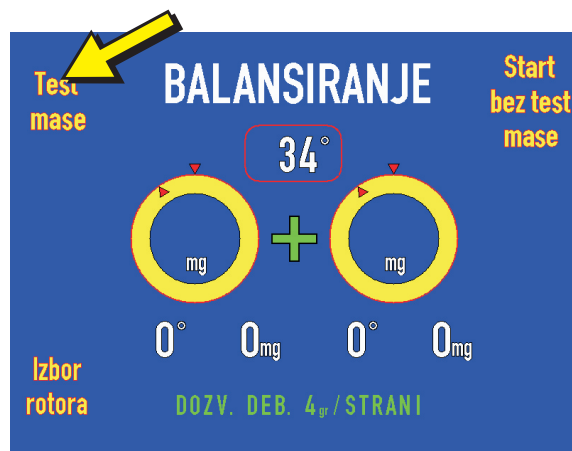 Test
mase
BALANSIRANJE
Start
bez test
mase
34°
mg
+
mg
0° 0mg 0° 0mg
Izbor
rotora
DOZV. DEB. 4gr/STRANI